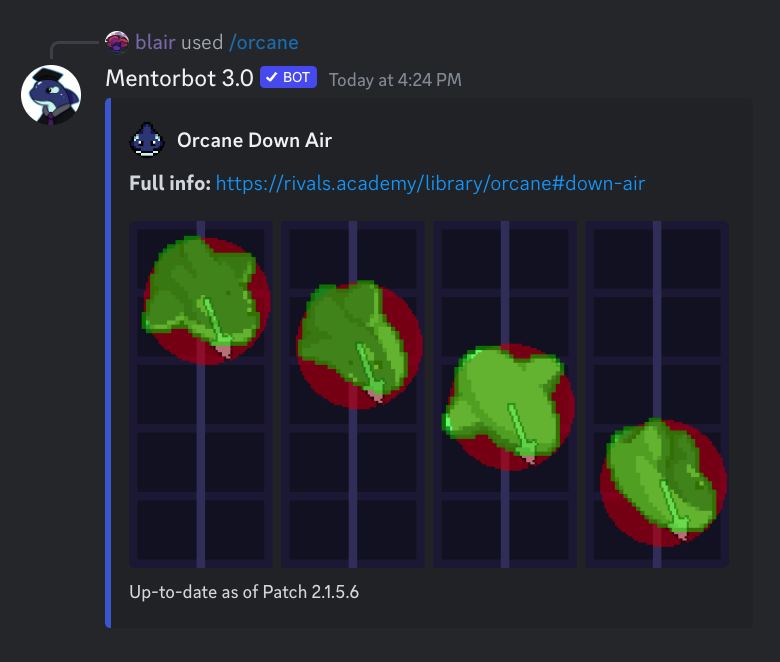 blair used /orcane
Mentorbot 3.0 BOT Today at 4:24 PM
Orcane Down Air
Full info: https://rivals.academy/library/orcane#down-air
Up-to-date as of Patch 2.1.5.6